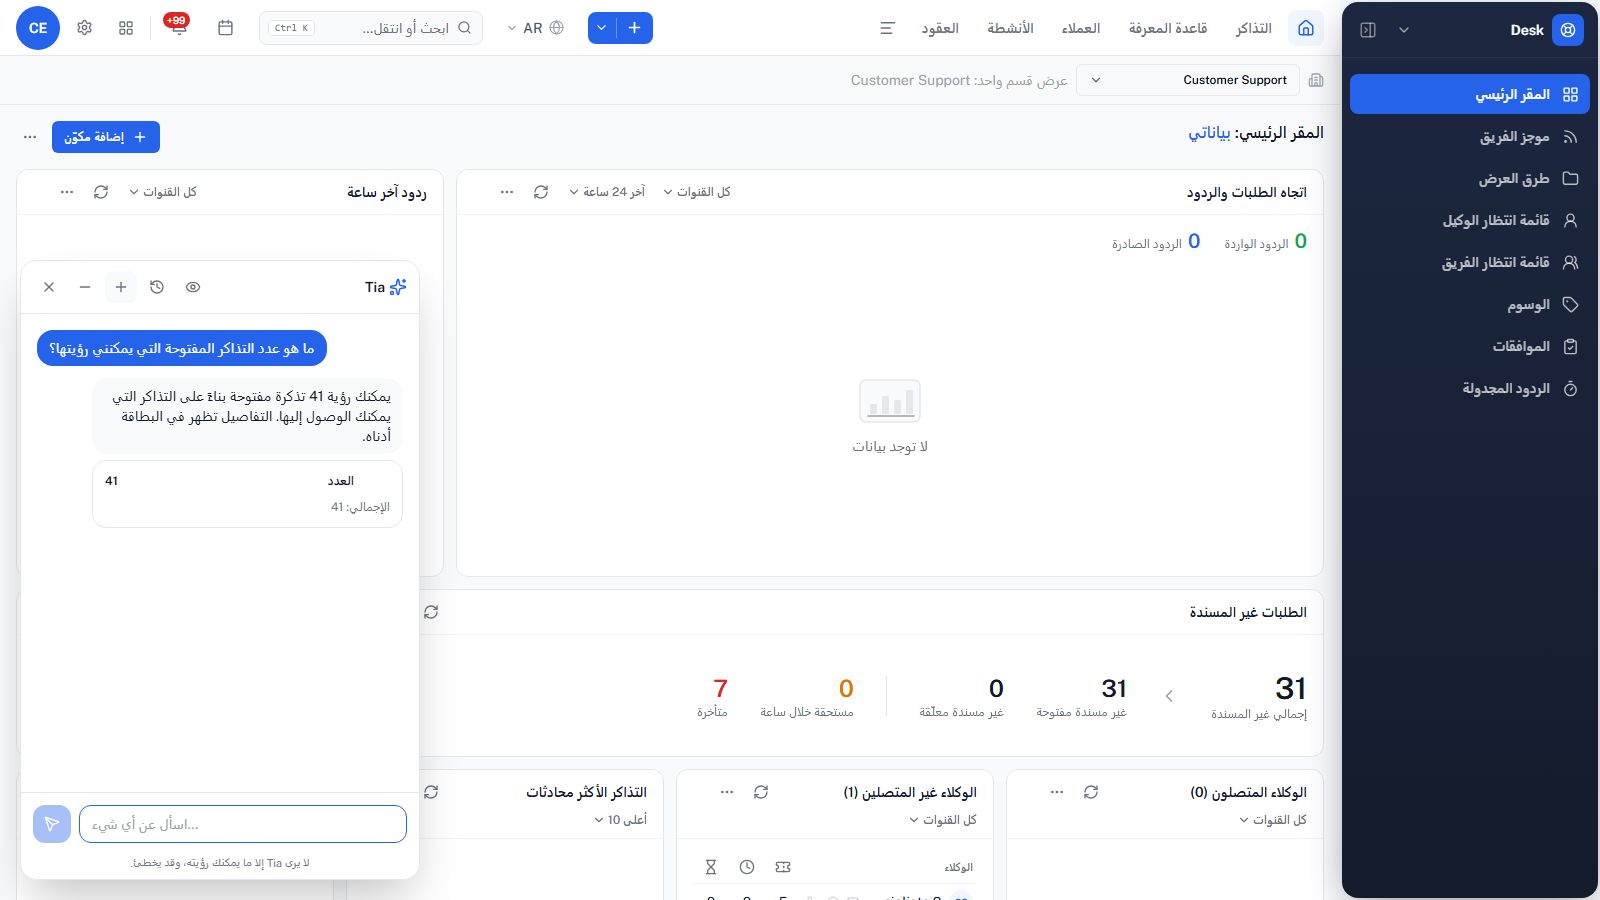 Desk
المقر الرئيسي
موجز الفريق
طرق العرض
قائمة انتظار الوكيل
قائمة انتظار الفريق
الوسوم
الموافقات
الردود المجدولة
التذاكر
قاعدة المعرفة
العملاء
الأنشطة
العقود
AR
ابحث أو انتقل...
Ctrl K
+99
CE
Customer Support
عرض قسم واحد: Customer Support
المقر الرئيسي: بياناتي
إضافة مكوّن
اتجاه الطلبات والردود
كل القنوات
آخر 24 ساعة
0 الردود الواردة
0 الردود الصادرة
لا توجد بيانات
ردود آخر ساعة
كل القنوات
الطلبات غير المسندة
31
إجمالي غير المسندة
31
غير مسندة مفتوحة
0
غير مسندة معلّقة
0
مستحقة خلال ساعة
7
متأخرة
الوكلاء المتصلون (0)
كل القنوات
الوكلاء غير المتصلين (1)
كل القنوات
الوكلاء
التذاكر الأكثر محادثات
أعلى 10
Tia
ما هو عدد التذاكر المفتوحة التي يمكنني رؤيتها؟
يمكنك رؤية 41 تذكرة مفتوحة بناءً على التذاكر التي
يمكنك الوصول إليها. التفاصيل تظهر في البطاقة
أدناه.
العدد
41
الإجمالي: 41
اسأل عن أي شيء...
لا يرى Tia إلا ما يمكنك رؤيته، وقد يخطئ.